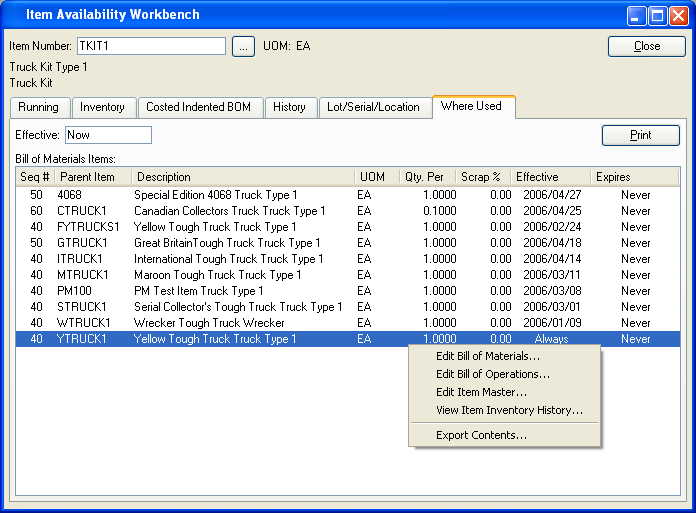 Item Availability Workbench
Item Number: TKIT1 ... UOM: EA Close
Truck Kit Type 1
Truck Kit
Running Inventory Costed Indented BOM History Lot/Serial/Location Where Used
Effective: Now Print
Bill of Materials Items:
Seq # Parent Item Description UOM Qty. Per Scrap % Effective Expires
50 4068 Special Edition 4068 Truck Type 1 EA 1.0000 0.00 2006/04/27 Never
60 CTRUCK1 Canadian Collectors Truck Truck Type 1 EA 0.1000 0.00 2006/04/25 Never
40 FYTRUCKS1 Yellow Tough Truck Truck Type 1 EA 1.0000 0.00 2006/02/24 Never
50 GTRUCK1 Great BritainTough Truck Truck Type 1 EA 1.0000 0.00 2006/04/18 Never
40 ITRUCK1 International Tough Truck Truck Type 1 EA 1.0000 0.00 2006/04/14 Never
40 MTRUCK1 Maroon Tough Truck Truck Type 1 EA 1.0000 0.00 2006/03/11 Never
40 PM100 PM Test Item Truck Type 1 EA 1.0000 0.00 2006/03/08 Never
40 STRUCK1 Serial Collector's Tough Truck Truck Type 1 EA 1.0000 0.00 2006/03/01 Never
40 WTRUCK1 Wrecker Tough Truck Wrecker EA 1.0000 0.00 2006/01/09 Never
40 YTRUCK1 Yellow Tough Truck Truck Type 1 EA 1.0000 0.00 Always Never
Edit Bill of Materials...
Edit Bill of Operations...
Edit Item Master...
View Item Inventory History...
Export Contents...